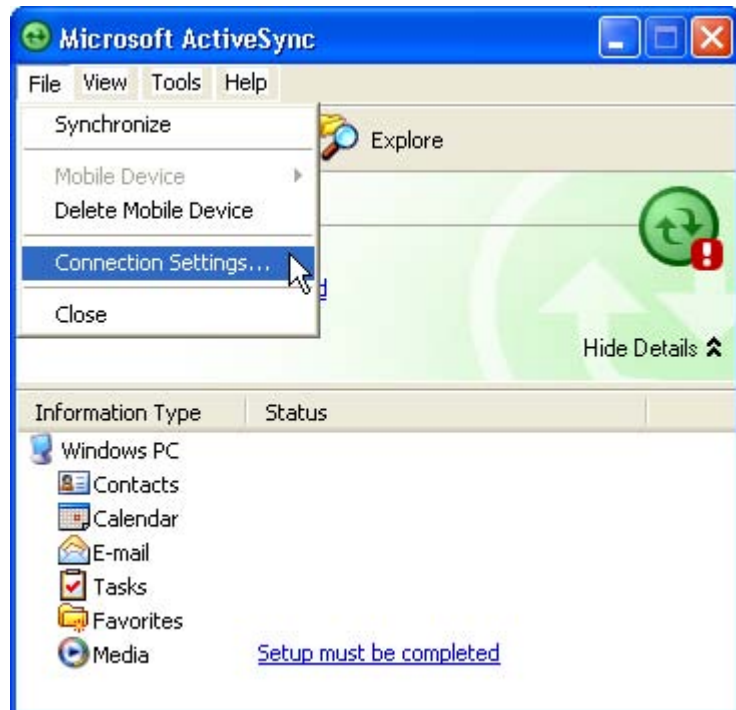 Microsoft ActiveSync
File View Tools Help
Synchronize
Explore
Mobile Device
Delete Mobile Device
Connection Settings...
Close
Hide Details
Information Type Status
Windows PC
Contacts
Calendar
E-mail
Tasks
Favorites
Media Setup must be completed